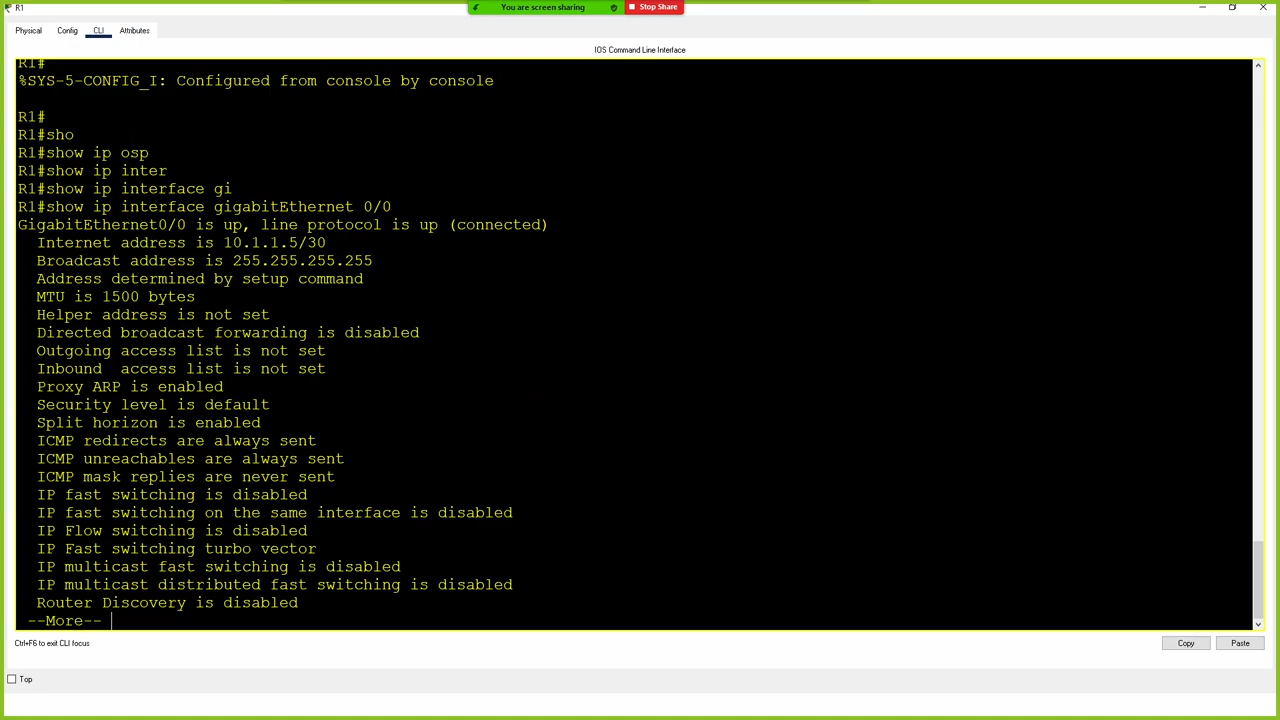 R1
You are screen sharing
Stop Share
Physical
Config
CLI
Attributes
IOS Command Line Interface
R1#
%SYS-5-CONFIG_I: Configured from console by console
R1#
R1#sho
R1#show ip osp
R1#show ip inter
R1#show ip interface gi
R1#show ip interface gigabitEthernet 0/0
GigabitEthernet0/0 is up, line protocol is up (connected)
  Internet address is 10.1.1.5/30
  Broadcast address is 255.255.255.255
  Address determined by setup command
  MTU is 1500 bytes
  Helper address is not set
  Directed broadcast forwarding is disabled
  Outgoing access list is not set
  Inbound  access list is not set
  Proxy ARP is enabled
  Security level is default
  Split horizon is enabled
  ICMP redirects are always sent
  ICMP unreachables are always sent
  ICMP mask replies are never sent
  IP fast switching is disabled
  IP fast switching on the same interface is disabled
  IP Flow switching is disabled
  IP Fast switching turbo vector
  IP multicast fast switching is disabled
  IP multicast distributed fast switching is disabled
  Router Discovery is disabled
 --More--
Ctrl+F6 to exit CLI focus
Copy
Paste
Top